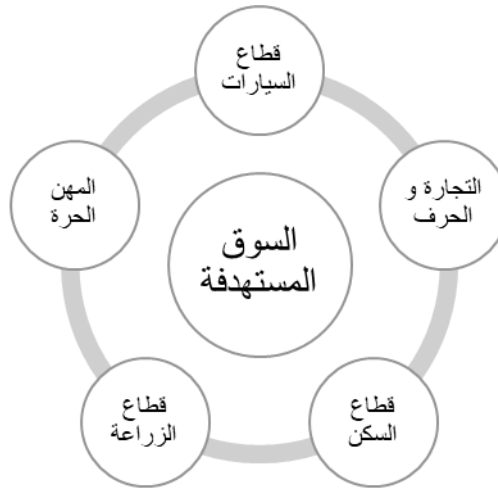 قطاع
السيارات
التجارة و
الحرف
قطاع
السكن
قطاع
الزراعة
المهن
الحرة
السوق
المستهدفة